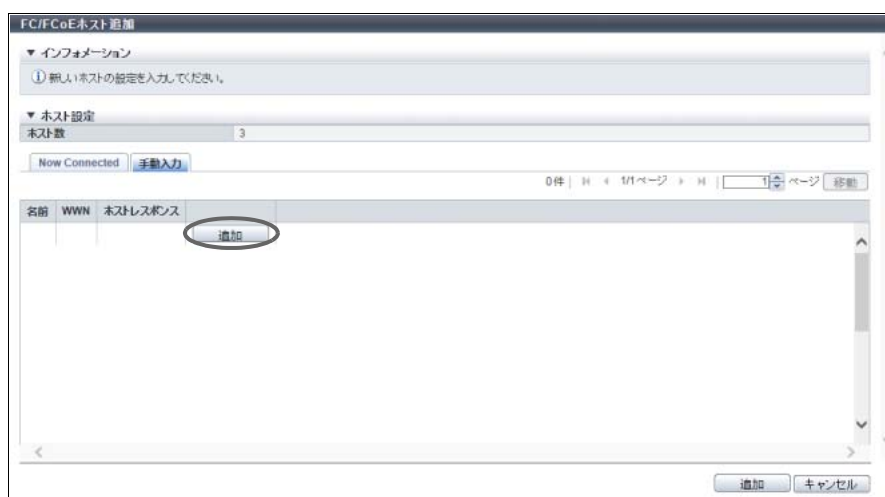 FC/FCoEホスト追加
▼ インフォメーション
新しいホストの設定を入力してください。
▼ ホスト設定
ホスト数 3
Now Connected 手動入力
0件 | 1/1ページ | 1 ページ 移動
名前 WWN ホストレスポンス
追加
追加 キャンセル